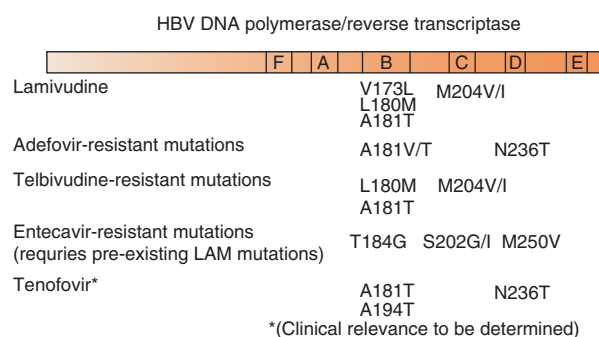 HBV DNA polymerase/reverse transcriptase
F A B C D E
Lamivudine V173L M204V/I
L180M
A181T
Adefovir-resistant mutations A181V/T N236T
Telbivudine-resistant mutations L180M M204V/I
A181T
Entecavir-resistant mutations T184G S202G/I M250V
(requries pre-existing LAM mutations)
Tenofovir* A181T N236T
A194T
*(Clinical relevance to be determined)